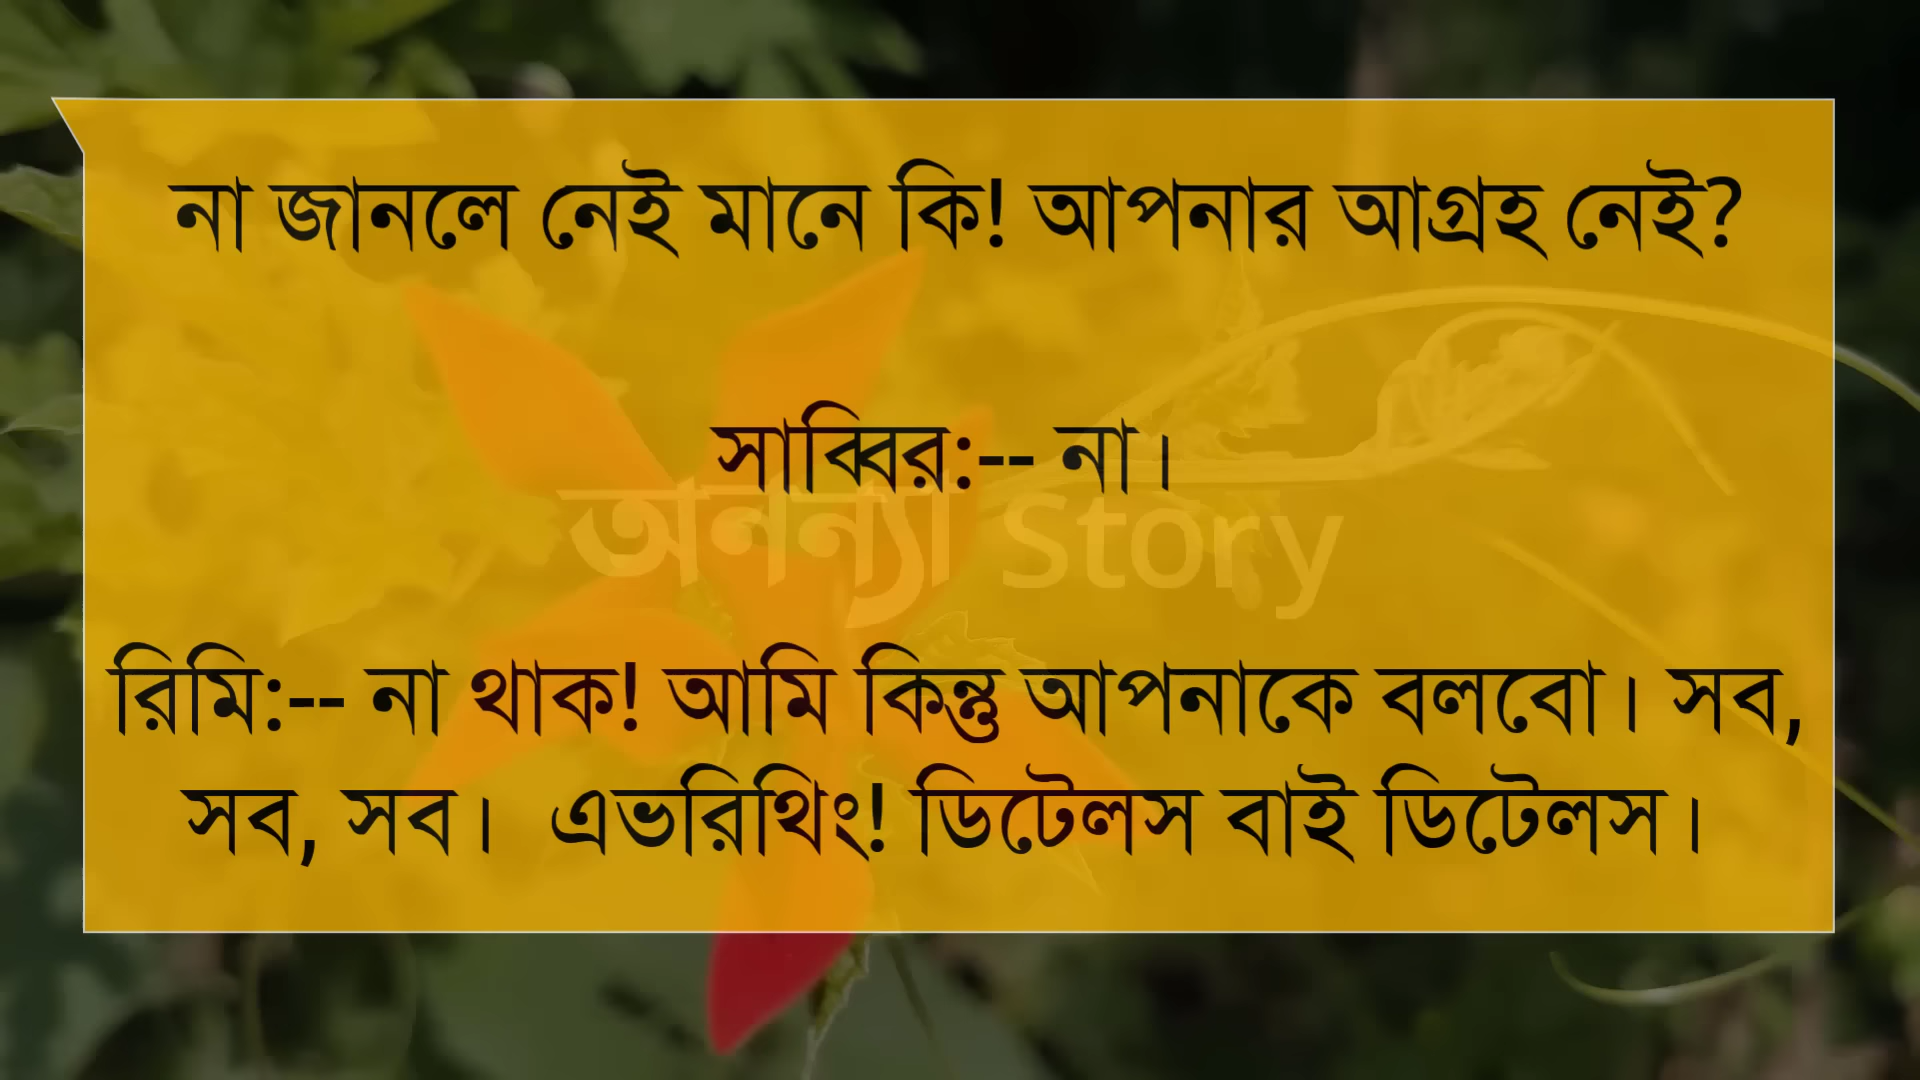 না জানলে নেই মানে কি! আপনার আগ্রহ নেই?
সাব্বির:-- না।
অনন্যা Story
রিমি:-- না থাক! আমি কিন্তু আপনাকে বলবো। সব,
সব, সব।  এভরিথিং! ডিটেলস বাই ডিটেলস।